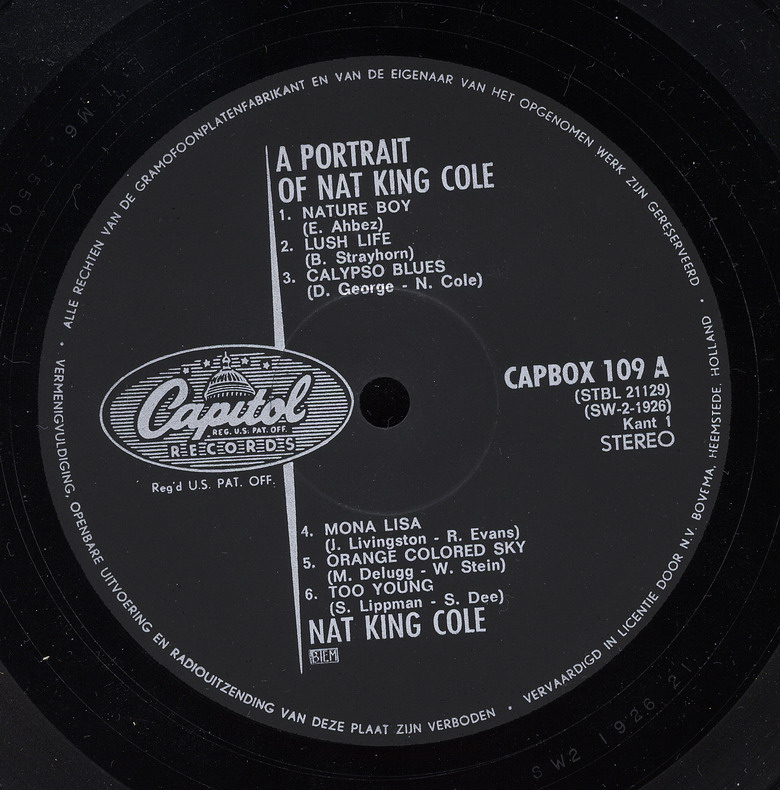 A PORTRAIT
OF NAT KING COLE
1. NATURE BOY
(E. Ahbez)
2. LUSH LIFE
(B. Strayhorn)
3. CALYPSO BLUES
(D. George - N. Cole)
Capitol
REG. U.S. PAT. OFF.
RECORDS
Reg'd U.S. PAT. OFF.
CAPBOX 109 A
(STBL 21129)
(SW-2-1926)
Kant 1
STEREO
4. MONA LISA
(J. Livingston - R. Evans)
5. ORANGE COLORED SKY
(M. Delugg - W. Stein)
6. TOO YOUNG
(S. Lippman - S. Dee)
NAT KING COLE
BIEM
ALLE RECHTEN VAN DE GRAMOFOONPLATENFABRIKANT EN VAN DE EIGENAAR VAN HET OPGENOMEN WERK ZIJN GERESERVEERD •
VERMENIGVULDIGING, OPENBARE UITVOERING EN RADIOUITZENDING VAN DEZE PLAAT ZIJN VERBODEN •
VERVAARDIGD IN LICENTIE DOOR N.V. BOVEMA, HEEMSTEDE, HOLLAND •
SW2 1926 21